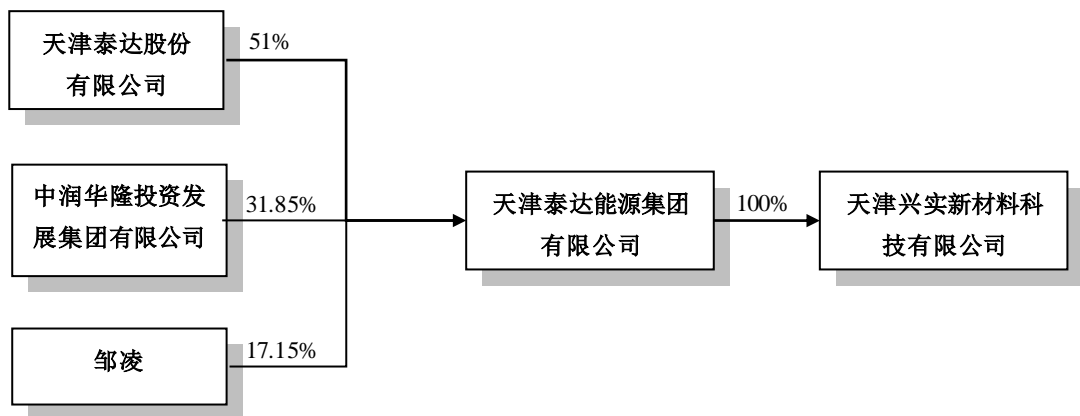 天津泰达股份
有限公司
51%
中润华隆投资发
展集团有限公司
31.85%
邹凌
17.15%
天津泰达能源集团
有限公司
100%
天津兴实新材料科
技有限公司